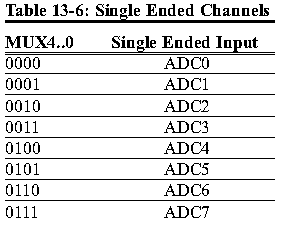 Table 13-6: Single Ended Channels
MUX4..0 Single Ended Input
0000 ADC0
0001 ADC1
0010 ADC2
0011 ADC3
0100 ADC4
0101 ADC5
0110 ADC6
0111 ADC7